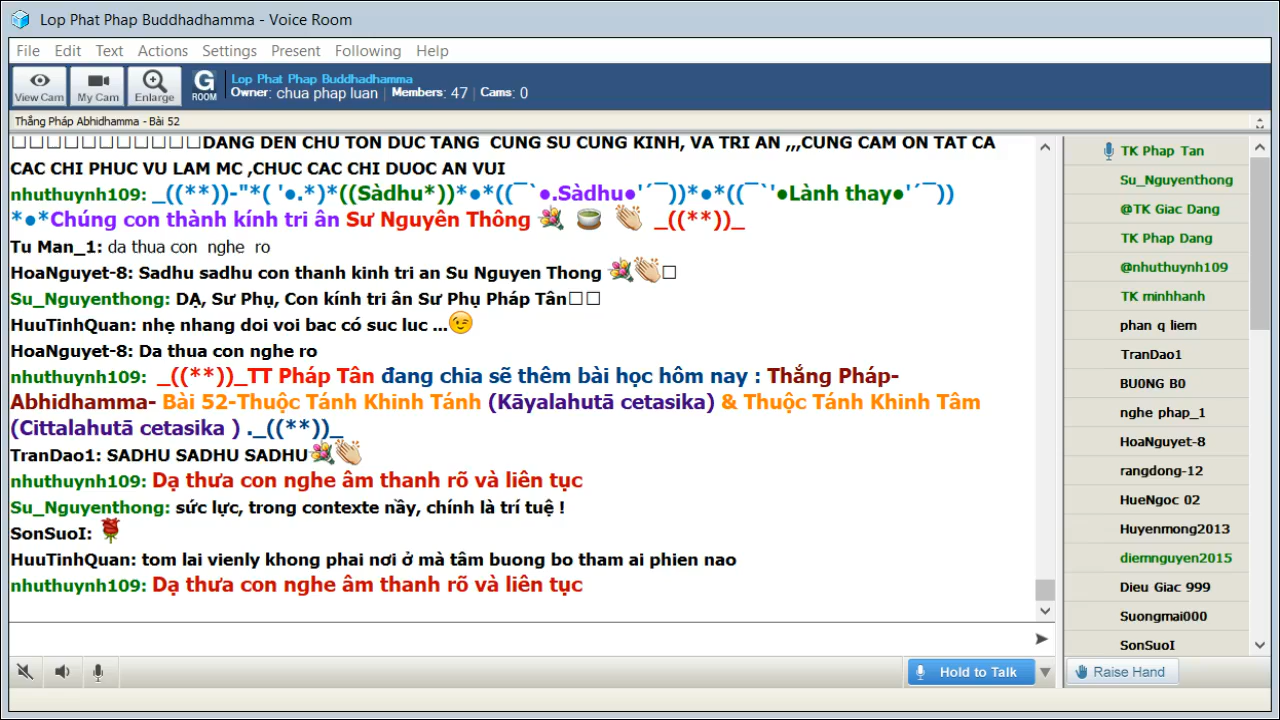 Lop Phat Phap Buddhadhamma - Voice Room
File Edit Text Actions Settings Present Following Help
View Cam My Cam Enlarge G ROOM
Lop Phat Phap Buddhadhamma
Owner: chua phap luan | Members: 47 | Cams: 0
Thắng Pháp Abhidhamma - Bài 52
□□□□□□□□□□□DANG DEN CHU TON DUC TANG CUNG SU CUNG KINH, VA TRI AN ,,,CUNG CAM ON TAT CA
CAC CHI PHUC VU LAM MC ,CHUC CAC CHI DUOC AN VUI
nhuthuynh109: _((**))-"*( '●.*)*((Sàdhu*))*●*((¯`●.Sàdhu●'´¯))*●*((¯`'●Lành thay●'´¯))
*●*Chúng con thành kính tri ân Sư Nguyên Thông 💐 🍵 👏 _((**))_
Tu Man_1: da thua con nghe ro
HoaNguyet-8: Sadhu sadhu con thanh kinh tri an Su Nguyen Thong 💐👏□
Su_Nguyenthong: DẠ, Sư Phụ, Con kính tri ân Sư Phụ Pháp Tân□□
HuuTinhQuan: nhẹ nhang doi voi bac có suc luc ...😉
HoaNguyet-8: Da thua con nghe ro
nhuthuynh109: _((**))_TT Pháp Tân đang chia sẽ thêm bài học hôm nay : Thắng Pháp-
Abhidhamma- Bài 52-Thuộc Tánh Khinh Tánh (Kāyalahutā cetasika) & Thuộc Tánh Khinh Tâm
(Cittalahutā cetasika ) ._((**))_
TranDao1: SADHU SADHU SADHU💐👏
nhuthuynh109: Dạ thưa con nghe âm thanh rõ và liên tục
Su_Nguyenthong: sức lực, trong contexte nầy, chính là trí tuệ !
SonSuoI: 🌹
HuuTinhQuan: tom lai vienly khong phai nơi ở mà tâm buong bo tham ai phien nao
nhuthuynh109: Dạ thưa con nghe âm thanh rõ và liên tục
Hold to Talk
TK Phap Tan
Su_Nguyenthong
@TK Giac Dang
TK Phap Dang
@nhuthuynh109
TK minhhanh
phan q liem
TranDao1
BU0NG B0
nghe phap_1
HoaNguyet-8
rangdong-12
HueNgoc 02
Huyenmong2013
diemnguyen2015
Dieu Giac 999
Suongmai000
SonSuoI
Raise Hand